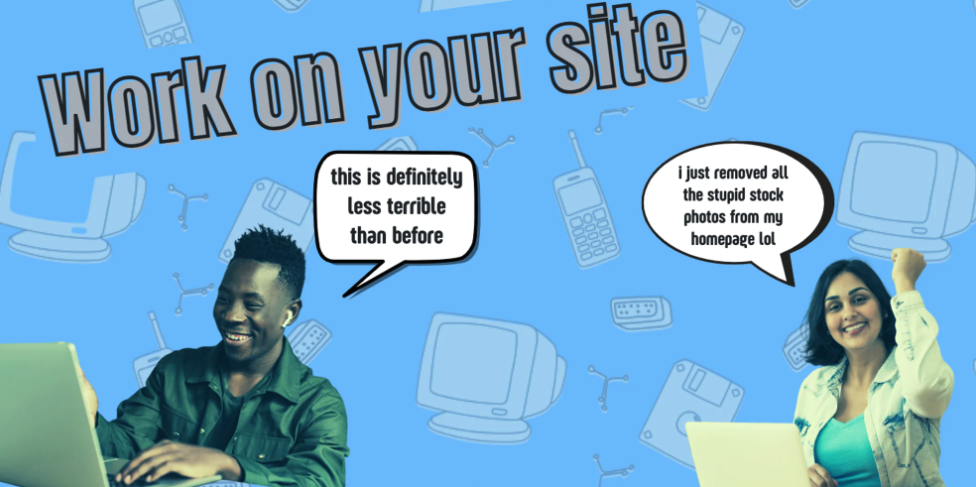 Work on your site
this is definitely
less terrible
than before
i just removed all
the stupid stock
photos from my
homepage lol